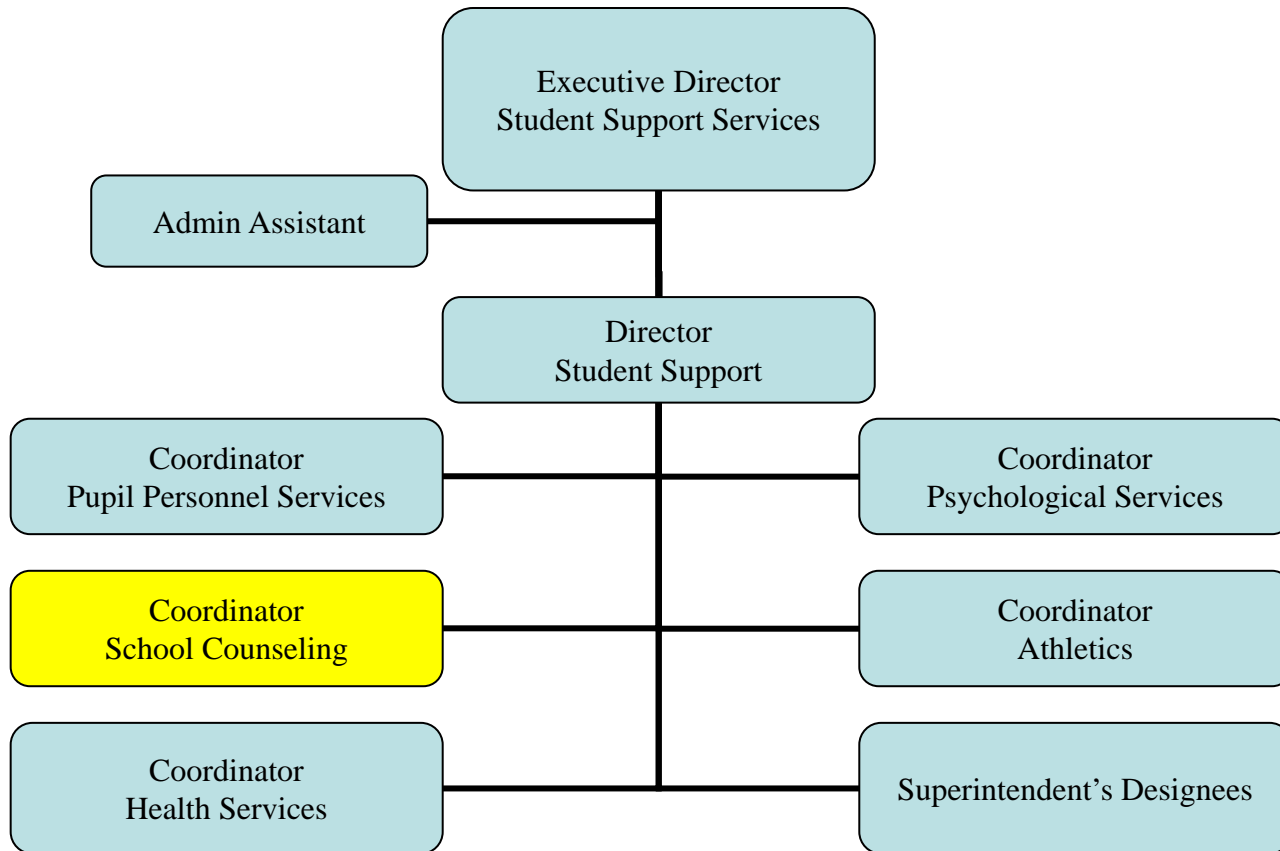 Executive Director
Student Support Services
Admin Assistant
Director
Student Support
Coordinator
Pupil Personnel Services
Coordinator
Psychological Services
Coordinator
School Counseling
Coordinator
Athletics
Coordinator
Health Services
Superintendent’s Designees